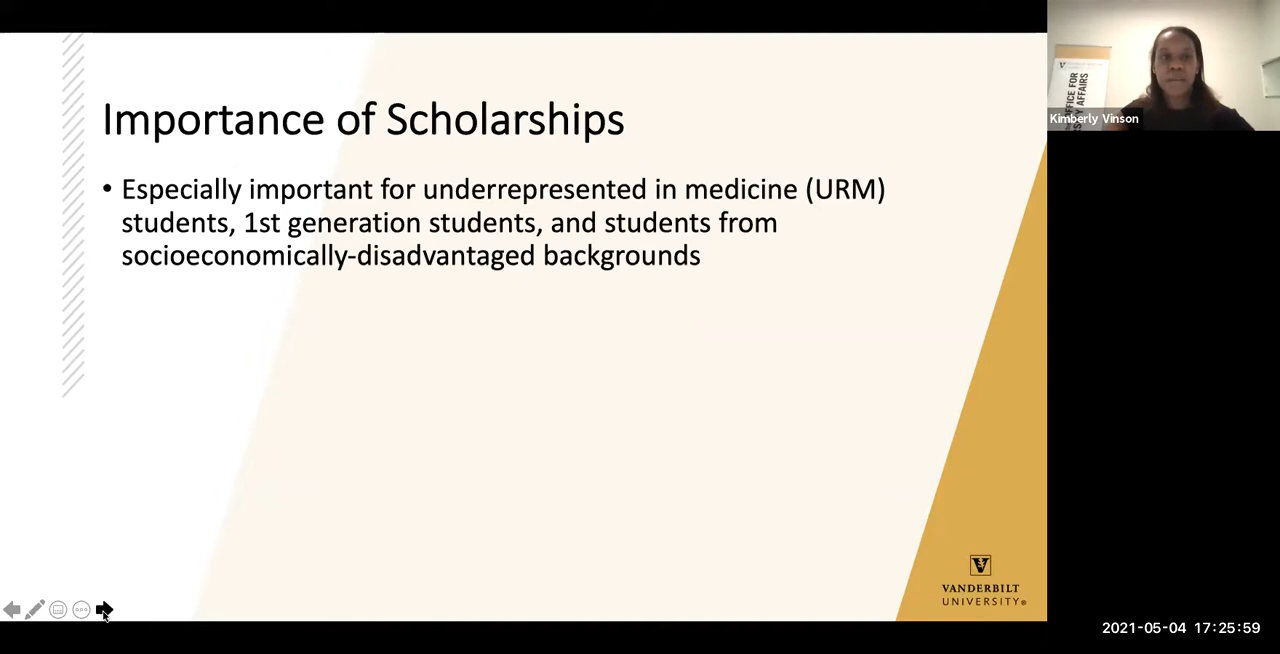 Importance of Scholarships
• Especially important for underrepresented in medicine (URM)
students, 1st generation students, and students from
socioeconomically-disadvantaged backgrounds
VANDERBILT
UNIVERSITY®
AFFAIRS
Kimberly Vinson
2021-05-04 17:25:59